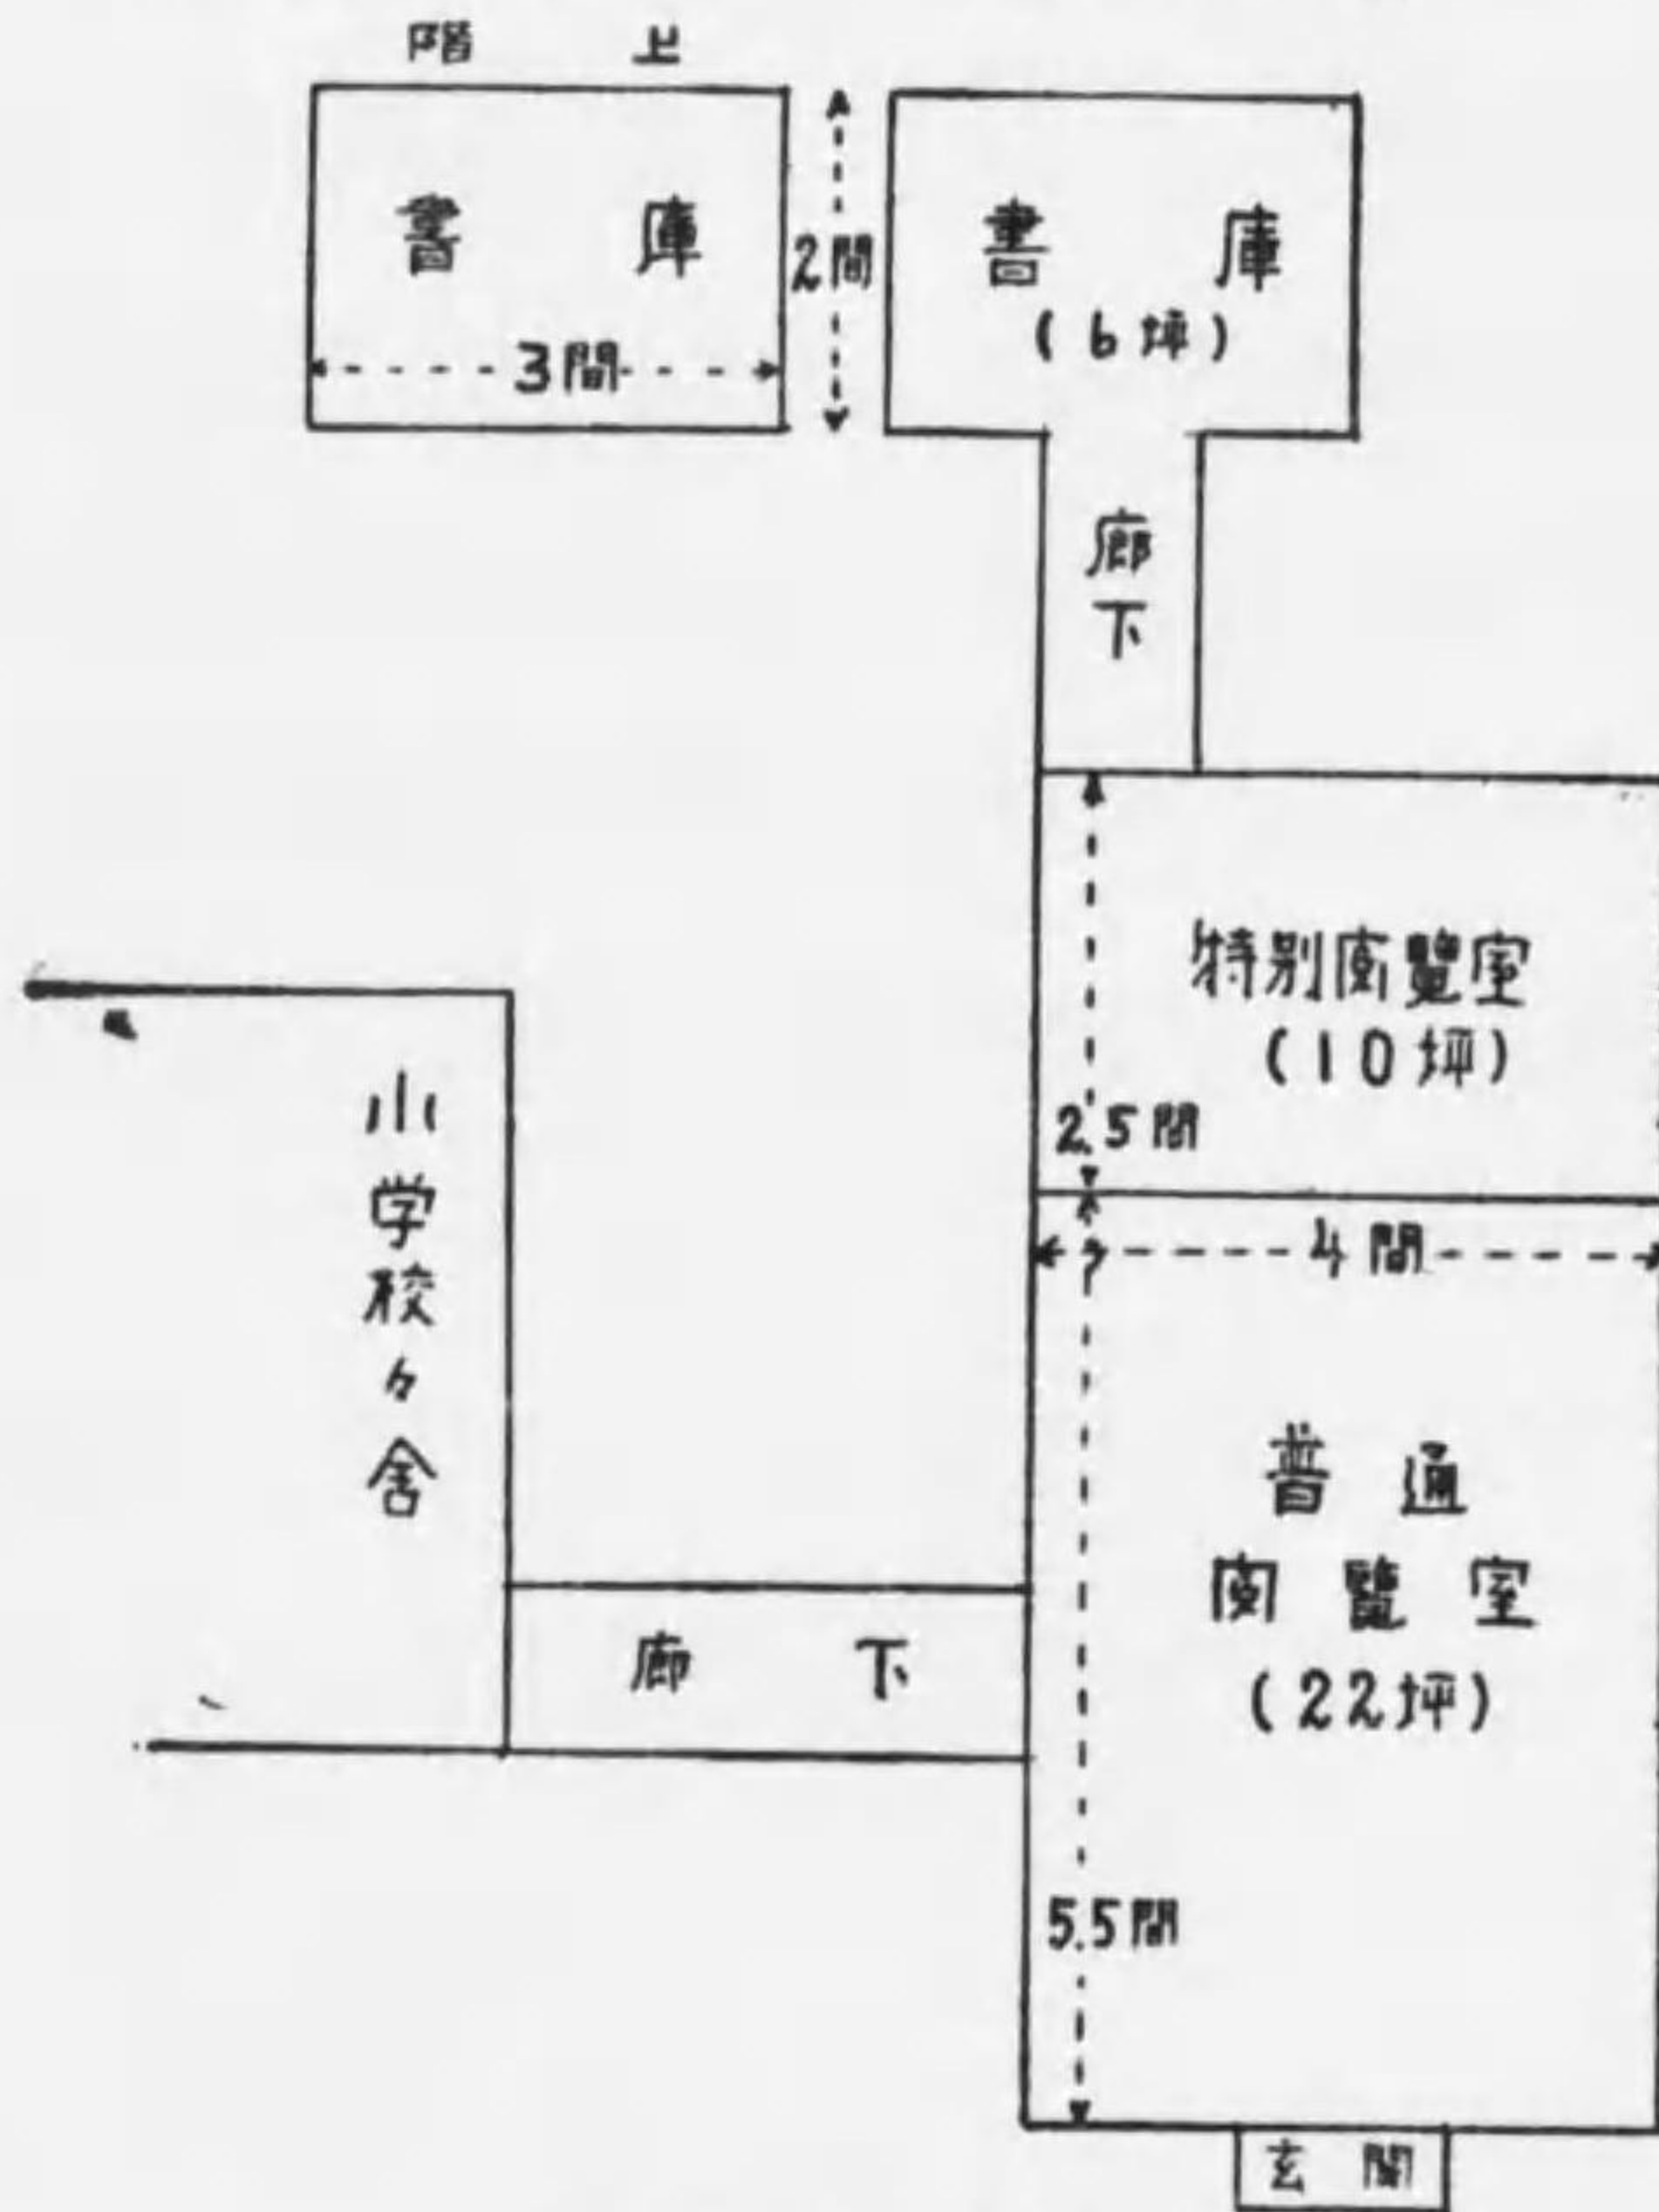 階上
書庫
3間
2間
書庫
(6坪)
廊下
特別閲覧室
(10坪)
2.5間
4間
小学校々舎
普通
閲覧室
(22坪)
廊下
5.5間
玄関